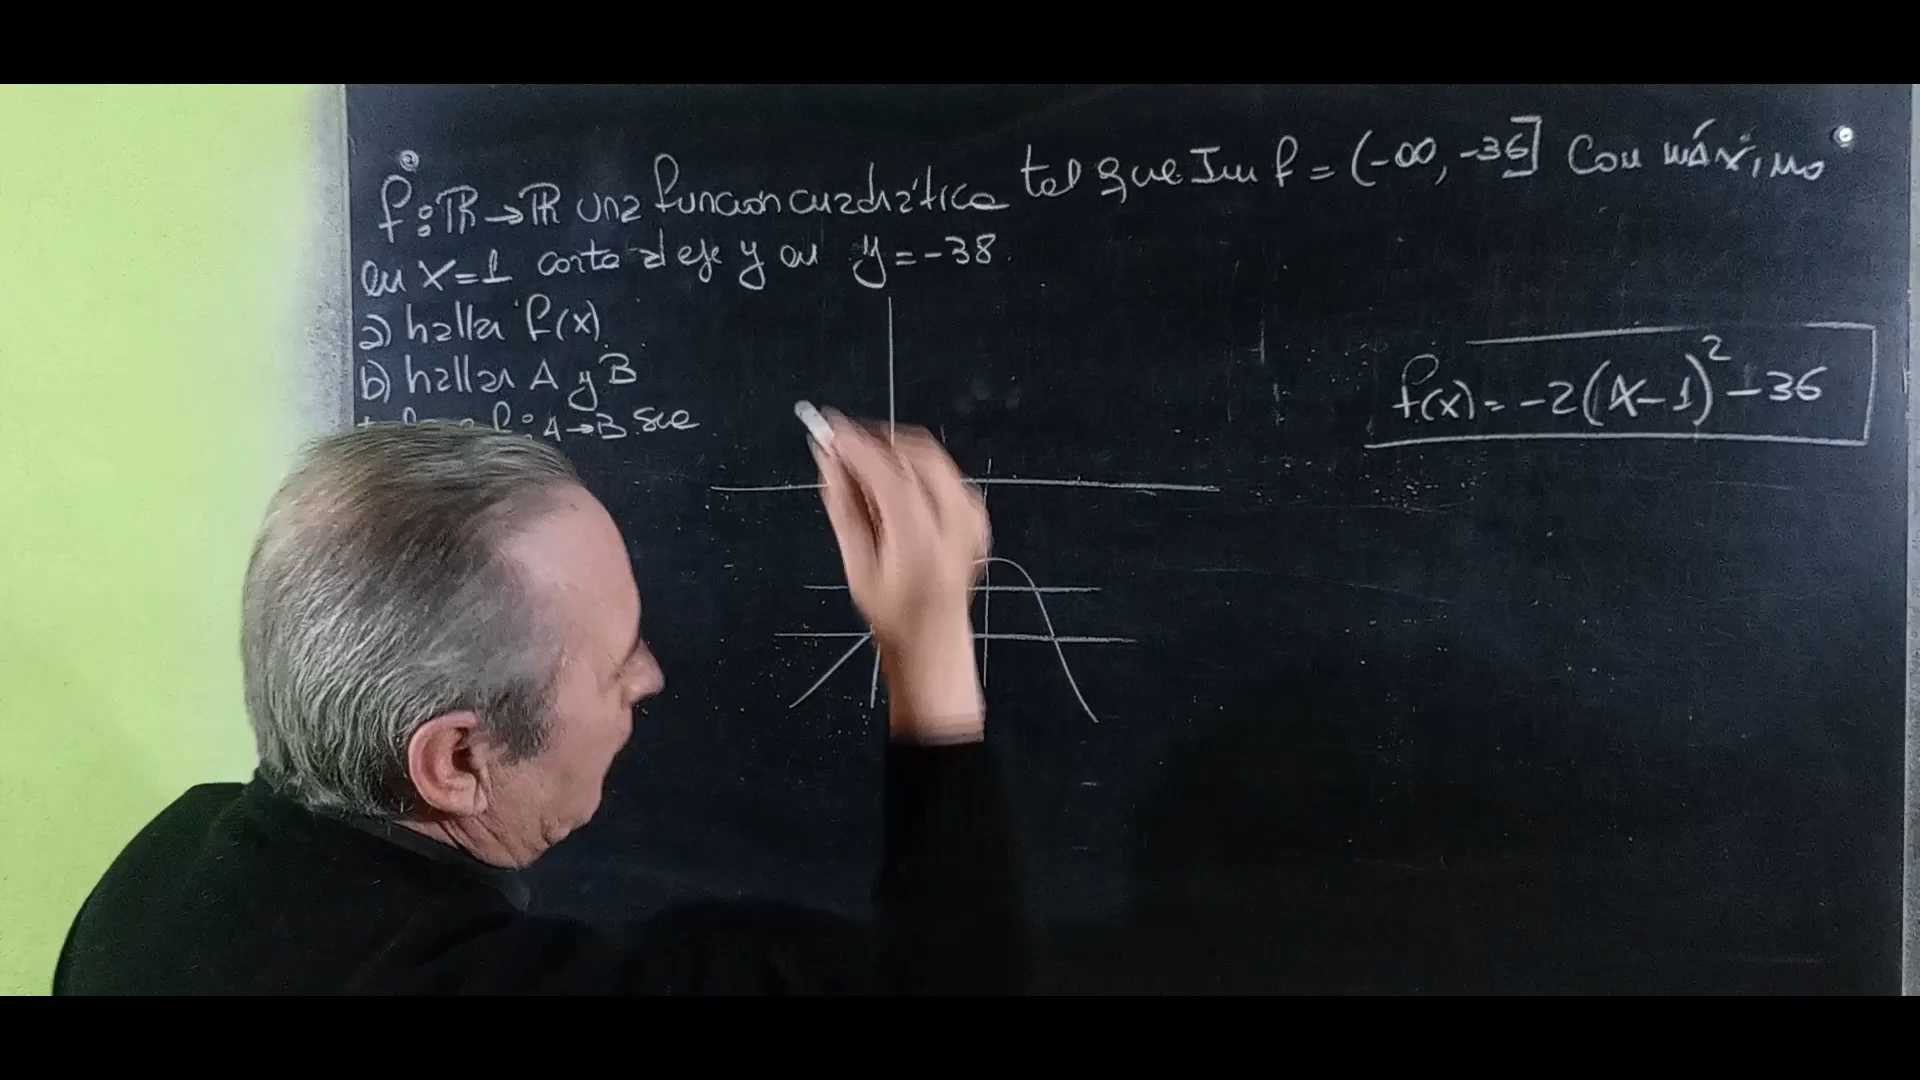 f: ℝ → ℝ una función cuadrática tal que Im f = (-∞, -36] Con máximo
en x = 1 corta al eje y en y = -38.
a) hallar f(x).
b) hallar A y B
f: A → B. sea
f(x) = -2(x-1)² - 36